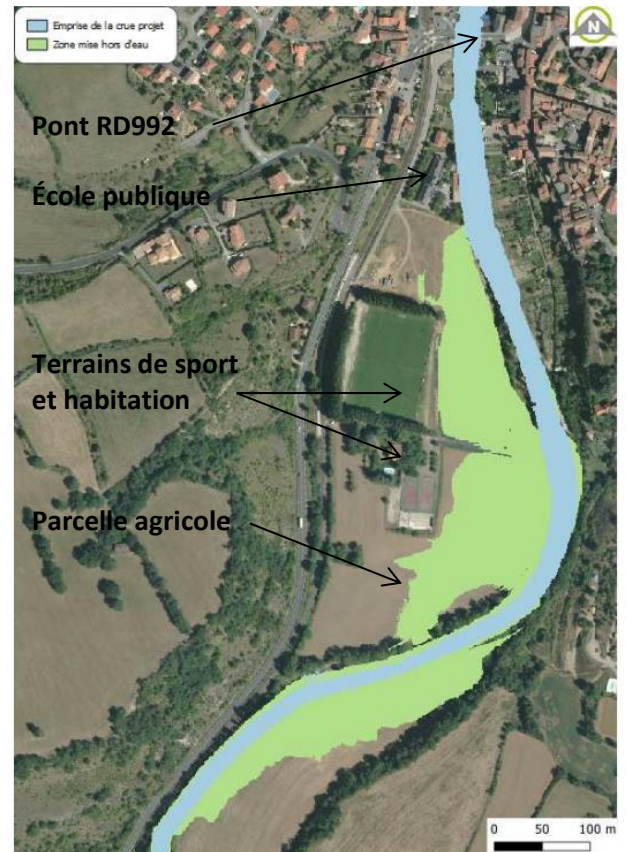 Emprise de la crue projet
Zone mise hors d'eau
N
Pont RD992
École publique
Terrains de sport
et habitation
Parcelle agricole
0 50 100 m